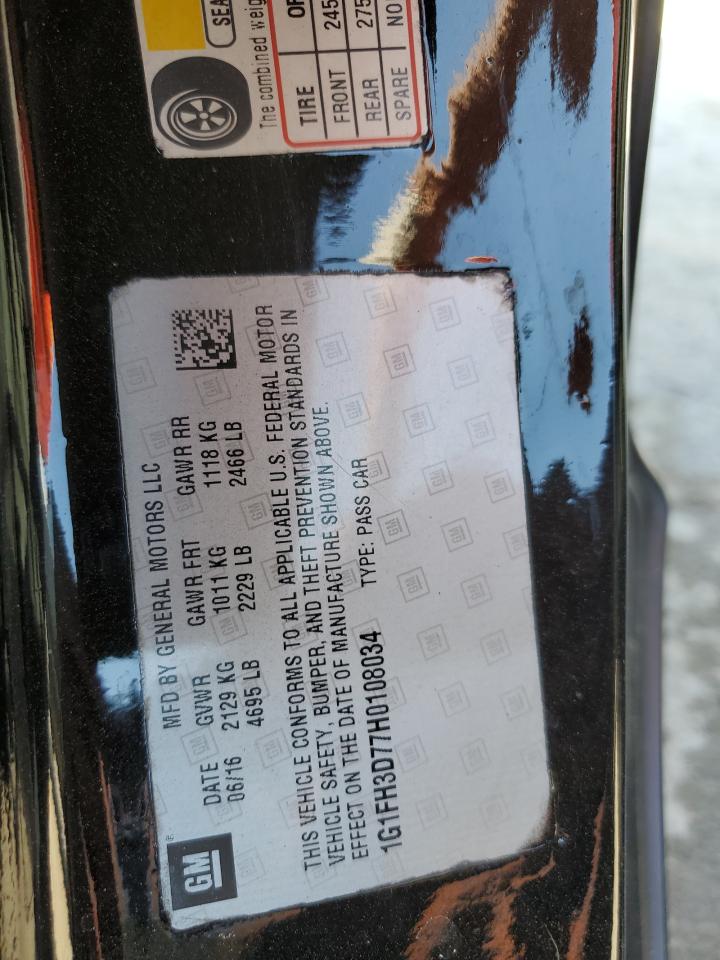 GM
MFD BY GENERAL MOTORS LLC
DATE GVWR GAWR FRT GAWR RR
06/16 2129 KG 1011 KG 1118 KG
4695 LB 2229 LB 2466 LB
THIS VEHICLE CONFORMS TO ALL APPLICABLE U.S. FEDERAL MOTOR
VEHICLE SAFETY, BUMPER, AND THEFT PREVENTION STANDARDS IN
EFFECT ON THE DATE OF MANUFACTURE SHOWN ABOVE.
1G1FH3D77H0108034 TYPE: PASS CAR
SEA
The combined weig
TIRE OR
FRONT 245
REAR 275
SPARE NO